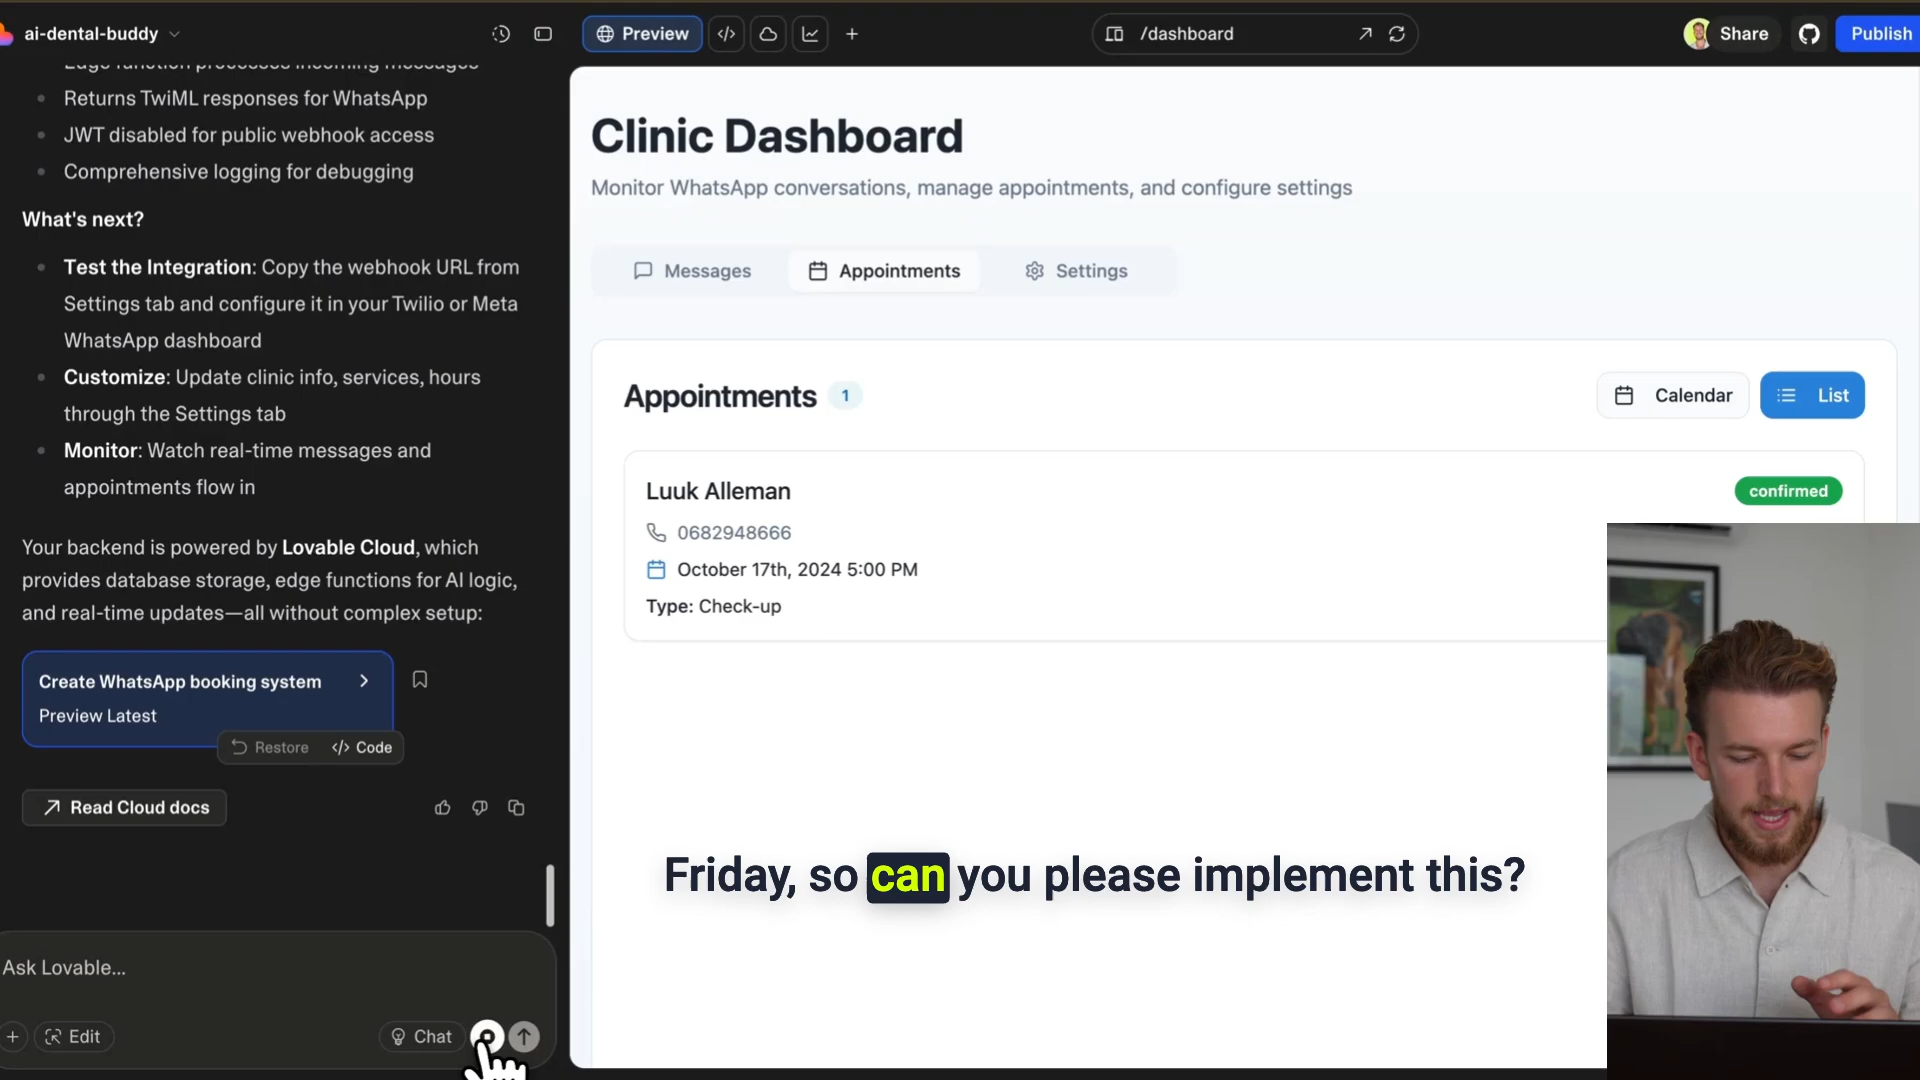 ai-dental-buddy
Preview
/dashboard
Share
Publish
Edge function processes incoming messages
Returns TwiML responses for WhatsApp
JWT disabled for public webhook access
Comprehensive logging for debugging
What's next?
Test the Integration: Copy the webhook URL from
Settings tab and configure it in your Twilio or Meta
WhatsApp dashboard
Customize: Update clinic info, services, hours
through the Settings tab
Monitor: Watch real-time messages and
appointments flow in
Your backend is powered by Lovable Cloud, which
provides database storage, edge functions for AI logic,
and real-time updates—all without complex setup:
Create WhatsApp booking system
Preview Latest
Restore
Code
Read Cloud docs
Ask Lovable...
Edit
Chat
Clinic Dashboard
Monitor WhatsApp conversations, manage appointments, and configure settings
Messages
Appointments
Settings
Appointments 1
Calendar
List
Luuk Alleman
confirmed
0682948666
October 17th, 2024 5:00 PM
Type: Check-up
Friday, so can you please implement this?